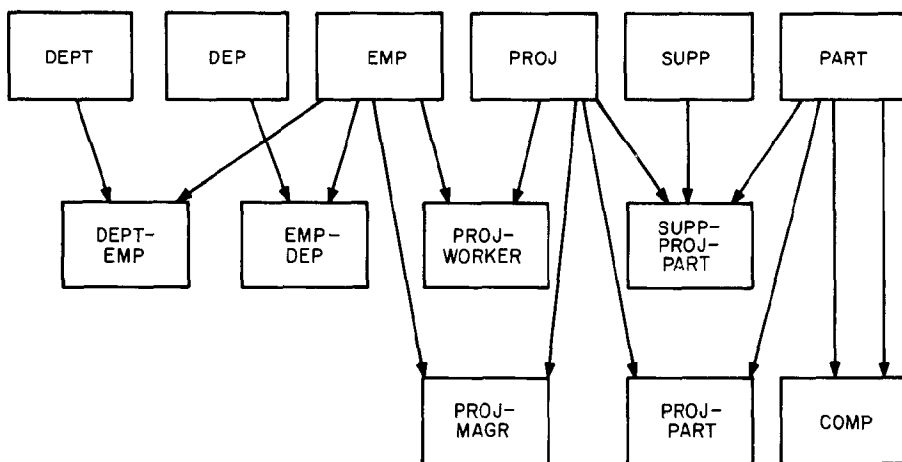 DEPT
DEP
EMP
PROJ
SUPP
PART
DEPT-
EMP
EMP-
DEP
PROJ-
WORKER
SUPP-
PROJ-
PART
PROJ-
MAGR
PROJ-
PART
COMP